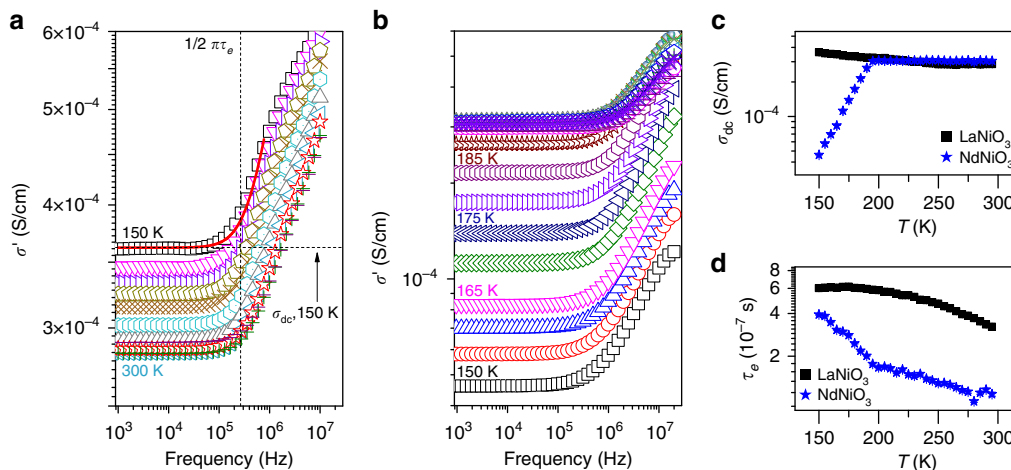 a
6×10⁻⁴
5×10⁻⁴
4×10⁻⁴
3×10⁻⁴
σ' (S/cm)
1/2 πτₑ
150 K
σdc,150 K
300 K
10³ 10⁴ 10⁵ 10⁶ 10⁷
Frequency (Hz)
b
σ' (S/cm)
10⁻⁴
185 K
175 K
165 K
150 K
10³ 10⁴ 10⁵ 10⁶ 10⁷
Frequency (Hz)
c
σdc (S/cm)
10⁻⁴
LaNiO₃
NdNiO₃
150 200 250 300
T (K)
d
τₑ (10⁻⁷ s)
8
6
4
2
LaNiO₃
NdNiO₃
150 200 250 300
T (K)